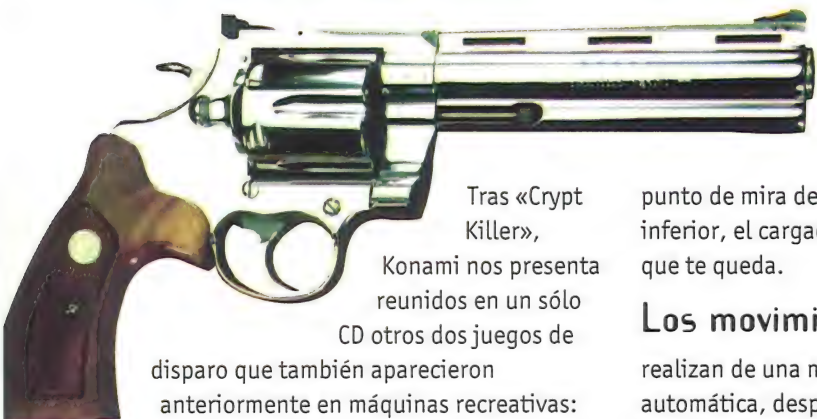 Tras «Crypt
Killer»,
Konami nos presenta
reunidos en un sólo
CD otros dos juegos de
disparo que también aparecieron
anteriormente en máquinas recreativas:
punto de mira de
inferior, el carga
que te queda.
Los movimi
realizan de una m
automática, desp